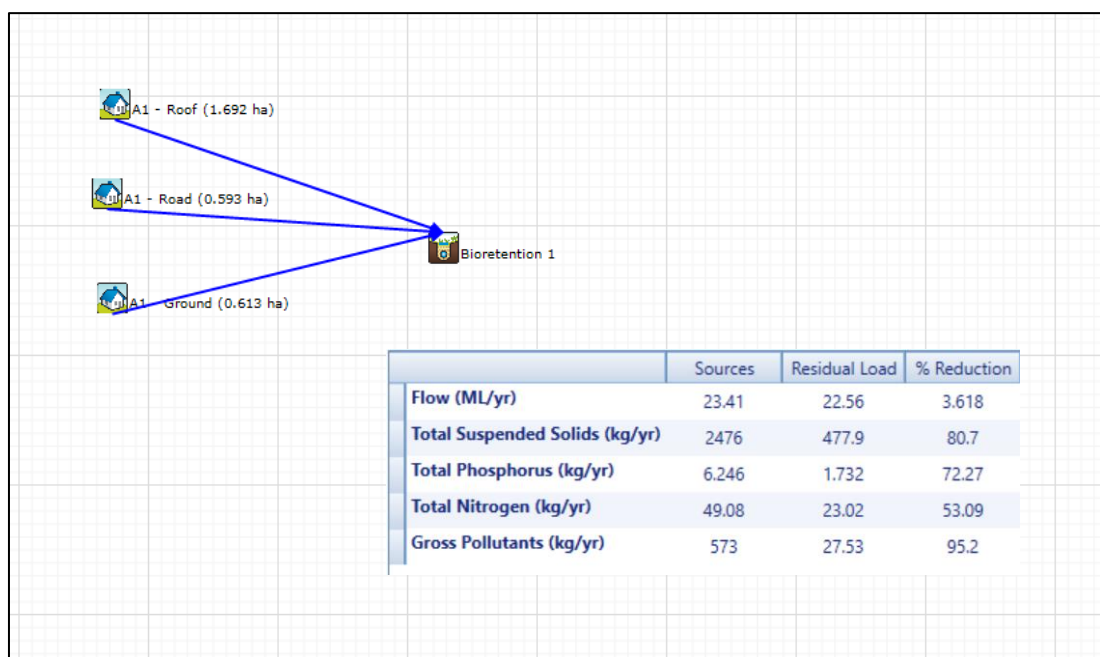 A1 - Roof (1.692 ha)
A1 - Road (0.593 ha)
Bioretention 1
A1 - Ground (0.613 ha)
Sources Residual Load % Reduction
Flow (ML/yr) 23.41 22.56 3.618
Total Suspended Solids (kg/yr) 2476 477.9 80.7
Total Phosphorus (kg/yr) 6.246 1.732 72.27
Total Nitrogen (kg/yr) 49.08 23.02 53.09
Gross Pollutants (kg/yr) 573 27.53 95.2